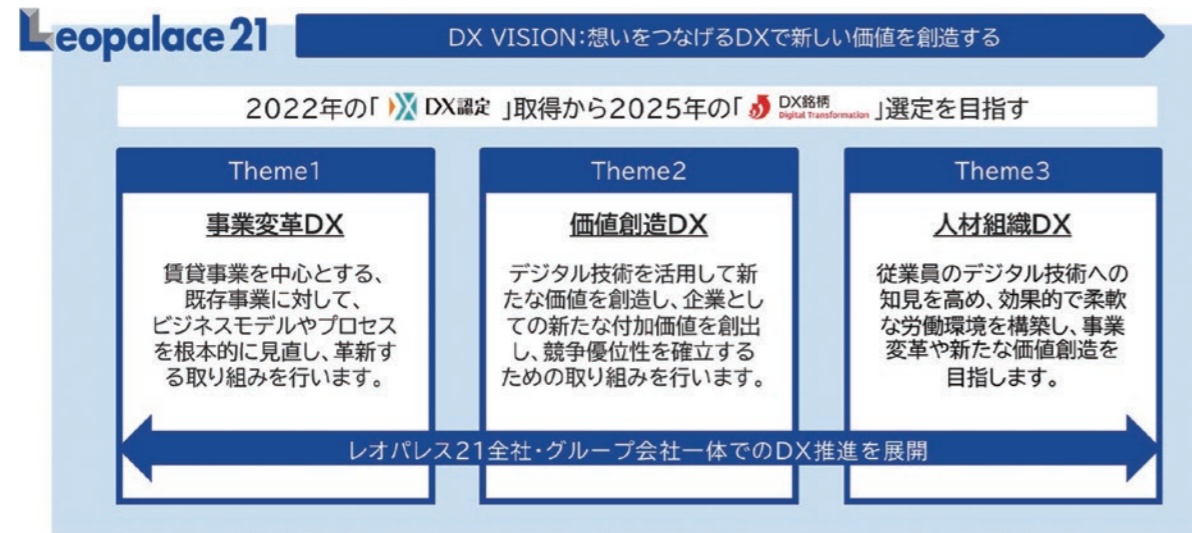 Leopalace21
DX VISION:想いをつなげるDXで新しい価値を創造する
2022年の「 DX認定 」取得から2025年の「 DX銘柄 Digital Transformation 」選定を目指す
Theme1
事業変革DX
賃貸事業を中心とする、
既存事業に対して、
ビジネスモデルやプロセス
を根本的に見直し、革新す
る取り組みを行います。
Theme2
価値創造DX
デジタル技術を活用して新
たな価値を創造し、企業とし
ての新たな付加価値を創出
し、競争優位性を確立する
ための取り組みを行います。
Theme3
人材組織DX
従業員のデジタル技術への
知見を高め、効果的で柔軟
な労働環境を構築し、事業
変革や新たな価値創造を
目指します。
レオパレス21全社・グループ会社一体でのDX推進を展開